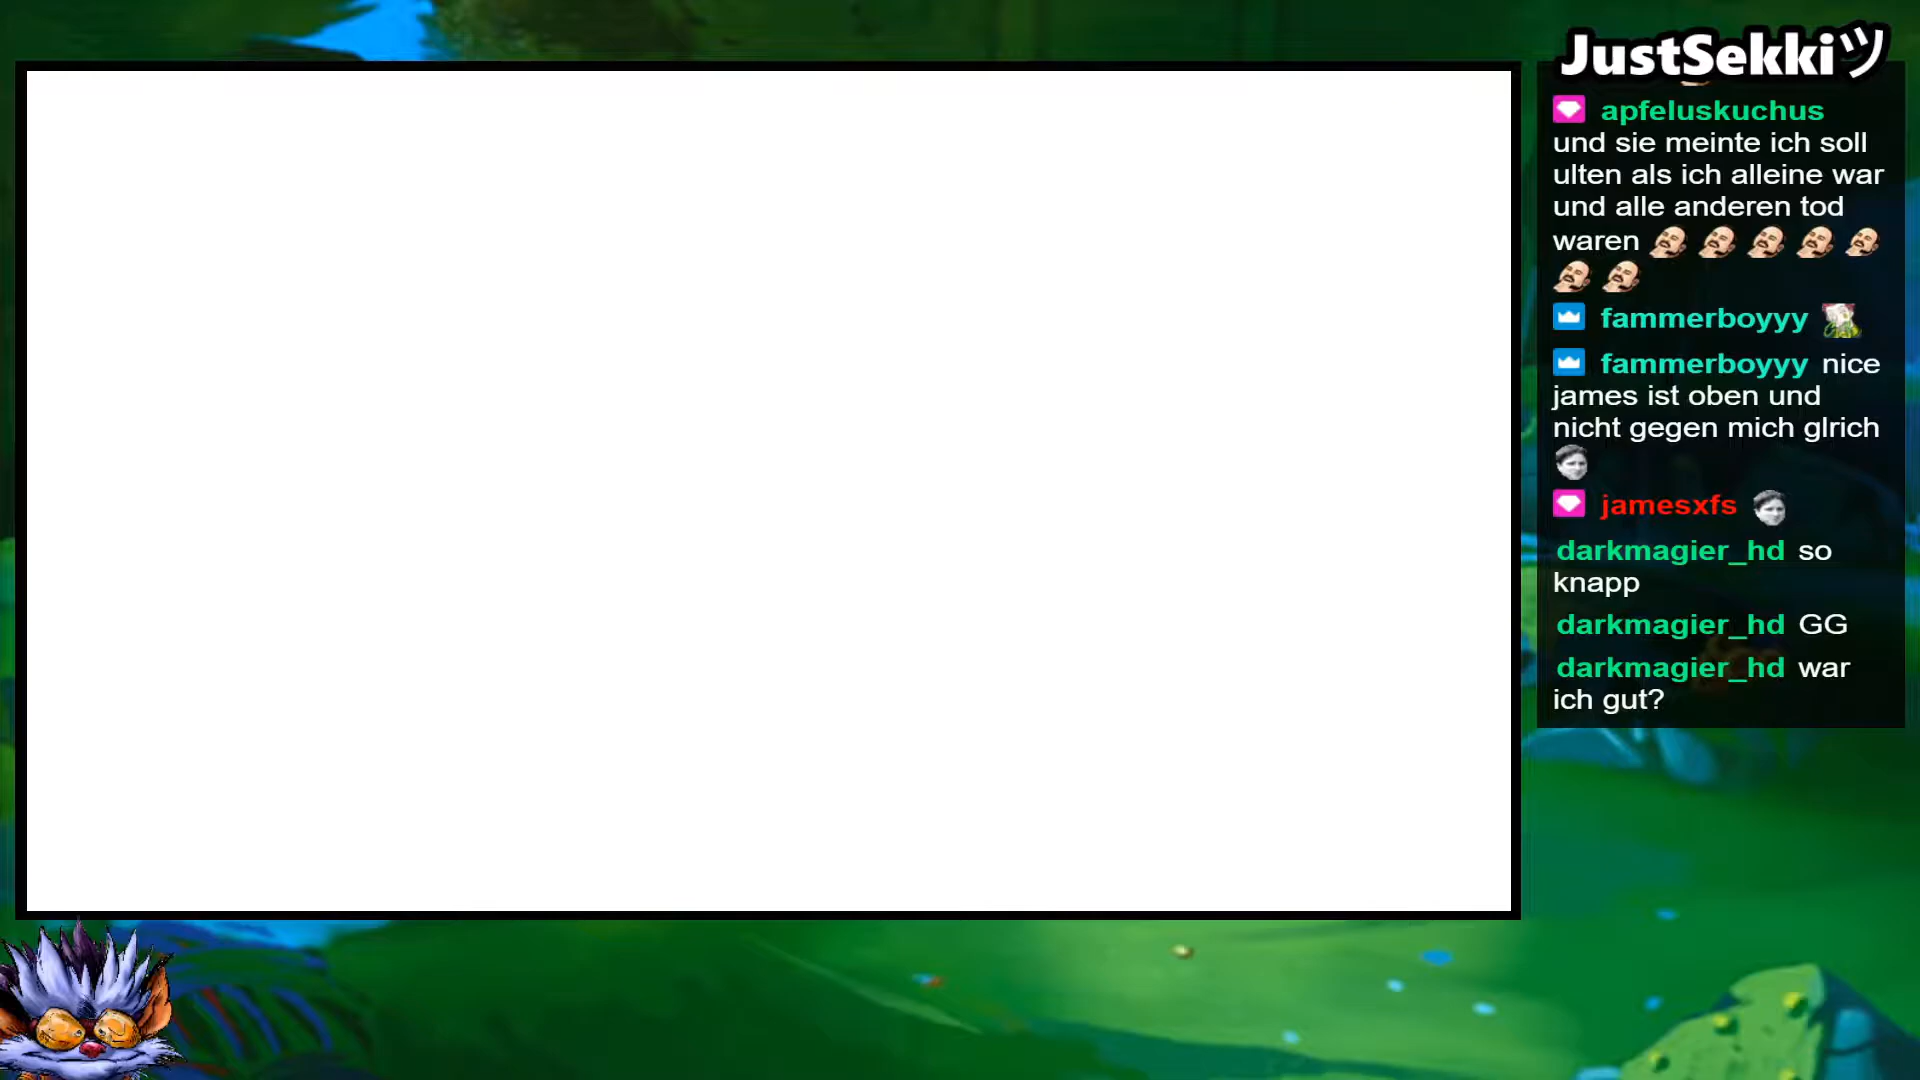 JustSekkiツ
apfeluskuchus
und sie meinte ich soll
ulten als ich alleine war
und alle anderen tod
waren
fammerboyyy
fammerboyyy nice
james ist oben und
nicht gegen mich glrich
jamesxfs
darkmagier_hd so
knapp
darkmagier_hd GG
darkmagier_hd war
ich gut?